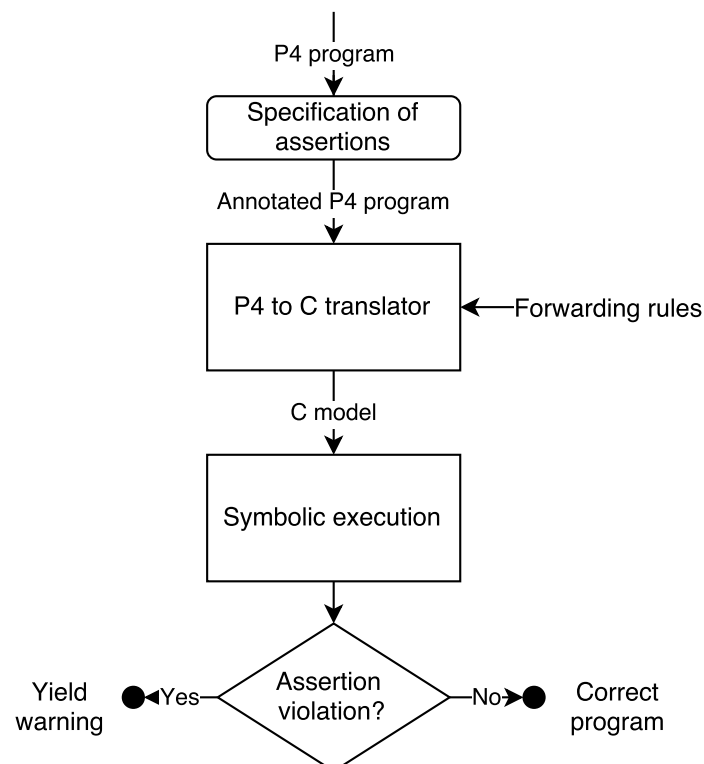 P4 program
Specification of
assertions
Annotated P4 program
P4 to C translator
Forwarding rules
C model
Symbolic execution
Assertion
violation?
Yes
No
Yield
warning
Correct
program